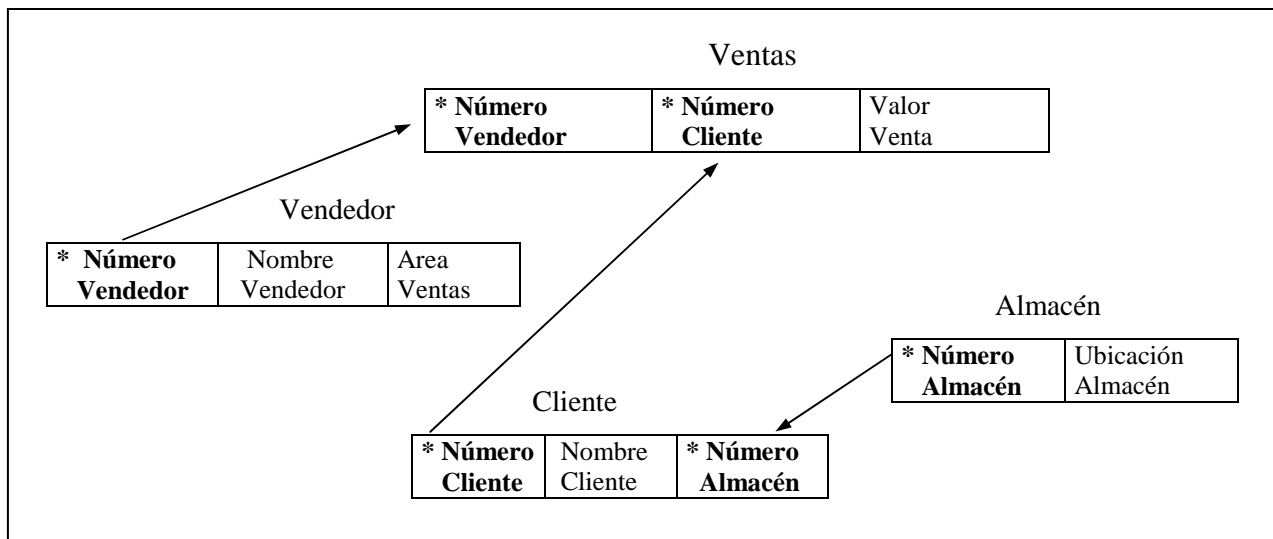 Ventas
* Número * Número Valor
Vendedor Cliente Venta
Vendedor
* Número Nombre Area
Vendedor Vendedor Ventas
Almacén
* Número Ubicación
Almacén Almacén
Cliente
* Número Nombre * Número
Cliente Cliente Almacén